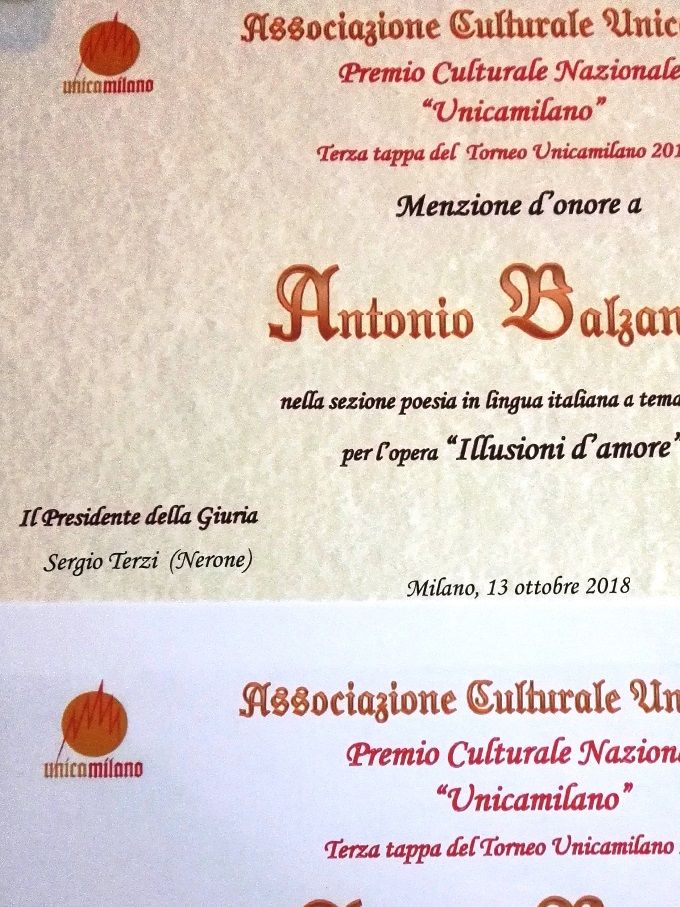 unicamilano
Associazione Culturale Unic
Premio Culturale Nazionale
“Unicamilano”
Terza tappa del Torneo Unicamilano 201
Menzione d’onore a
Antonio Balzan
nella sezione poesia in lingua italiana a tema
per l’opera “Illusioni d’amore”
Il Presidente della Giuria
Sergio Terzi (Nerone)
Milano, 13 ottobre 2018
unicamilano
Associazione Culturale Un
Premio Culturale Naziona
“Unicamilano”
Terza tappa del Torneo Unicamilano